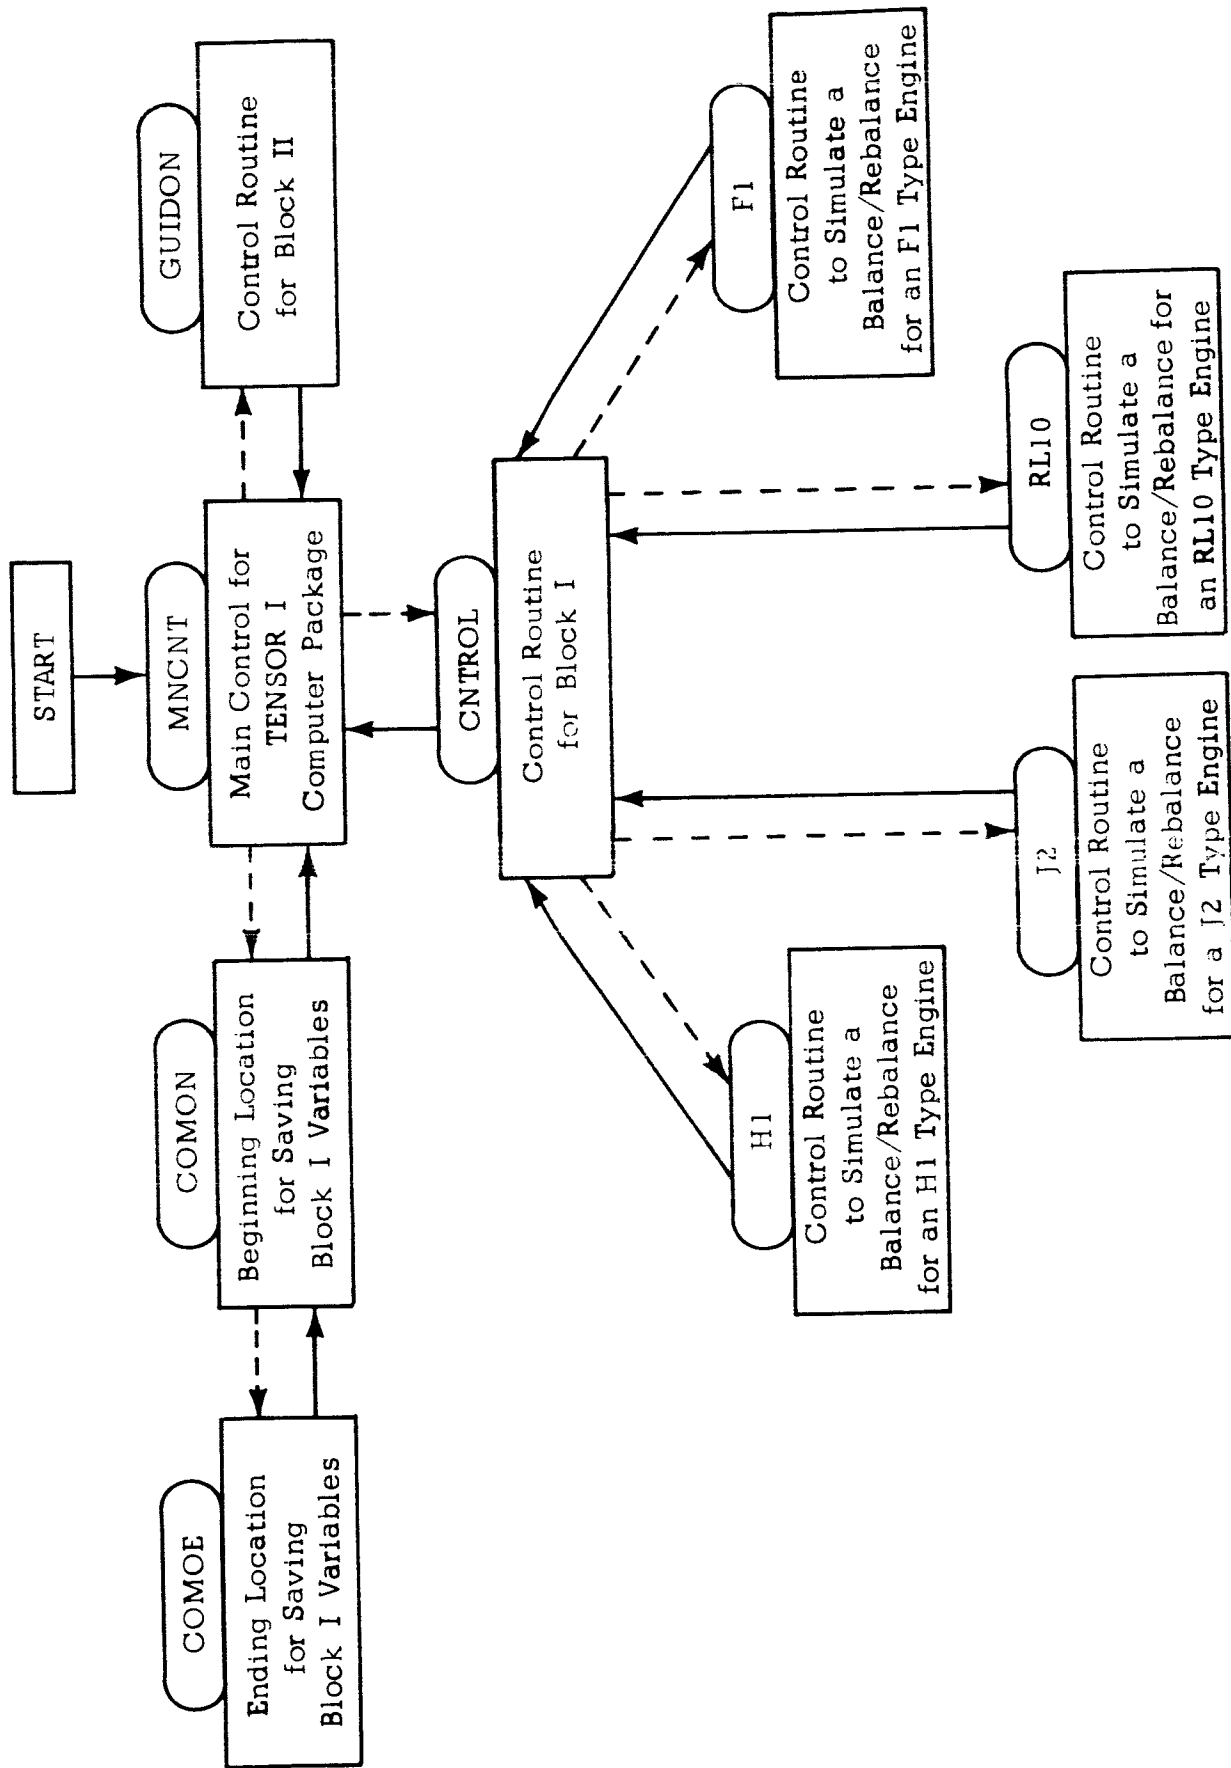 START
COMOE
Ending Location
for Saving
Block I Variables
COMON
Beginning Location
for Saving
Block I Variables
MNCNT
Main Control for
TENSOR I
Computer Package
GUIDON
Control Routine
for Block II
CNTROL
Control Routine
for Block I
H1
Control Routine
to Simulate a
Balance/Rebalance
for an H1 Type Engine
J2
Control Routine
to Simulate a
Balance/Rebalance
for a J2 Type Engine
RL10
Control Routine
to Simulate a
Balance/Rebalance for
an RL10 Type Engine
F1
Control Routine
to Simulate a
Balance/Rebalance
for an F1 Type Engine